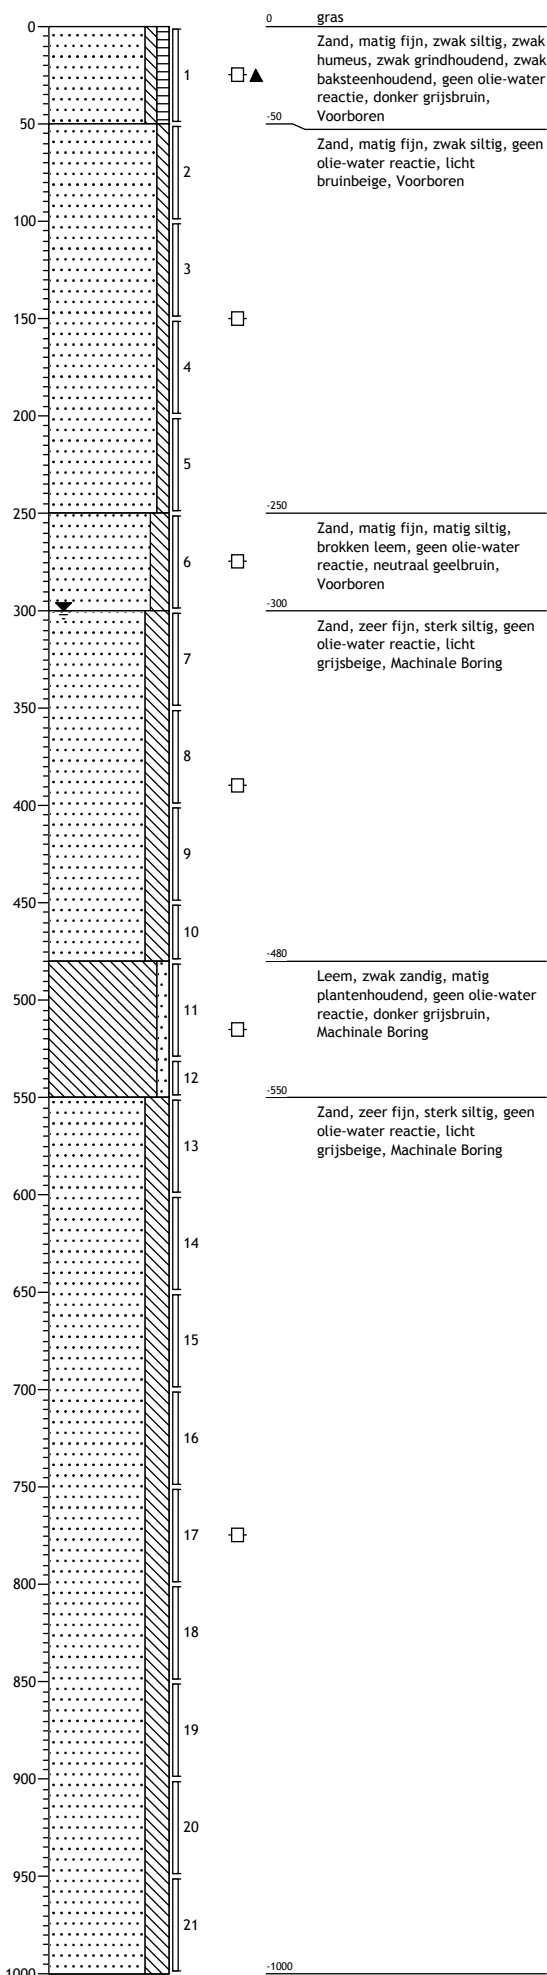 0
50
100
150
200
250
300
350
400
450
500
550
600
650
700
750
800
850
900
950
1000
1
2
3
4
5
6
7
8
9
10
11
12
13
14
15
16
17
18
19
20
21
0
gras
Zand, matig fijn, zwak siltig, zwak
humeus, zwak grindhoudend, zwak
baksteenhoudend, geen olie-water
reactie, donker grijsbruin,
Voorboren
-50
Zand, matig fijn, zwak siltig, geen
olie-water reactie, licht
bruinbeige, Voorboren
-250
Zand, matig fijn, matig siltig,
brokken leem, geen olie-water
reactie, neutraal geelbruin,
Voorboren
-300
Zand, zeer fijn, sterk siltig, geen
olie-water reactie, licht
grijsbeige, Machinale Boring
-480
Leem, zwak zandig, matig
plantenhoudend, geen olie-water
reactie, donker grijsbruin,
Machinale Boring
-550
Zand, zeer fijn, sterk siltig, geen
olie-water reactie, licht
grijsbeige, Machinale Boring
-1000